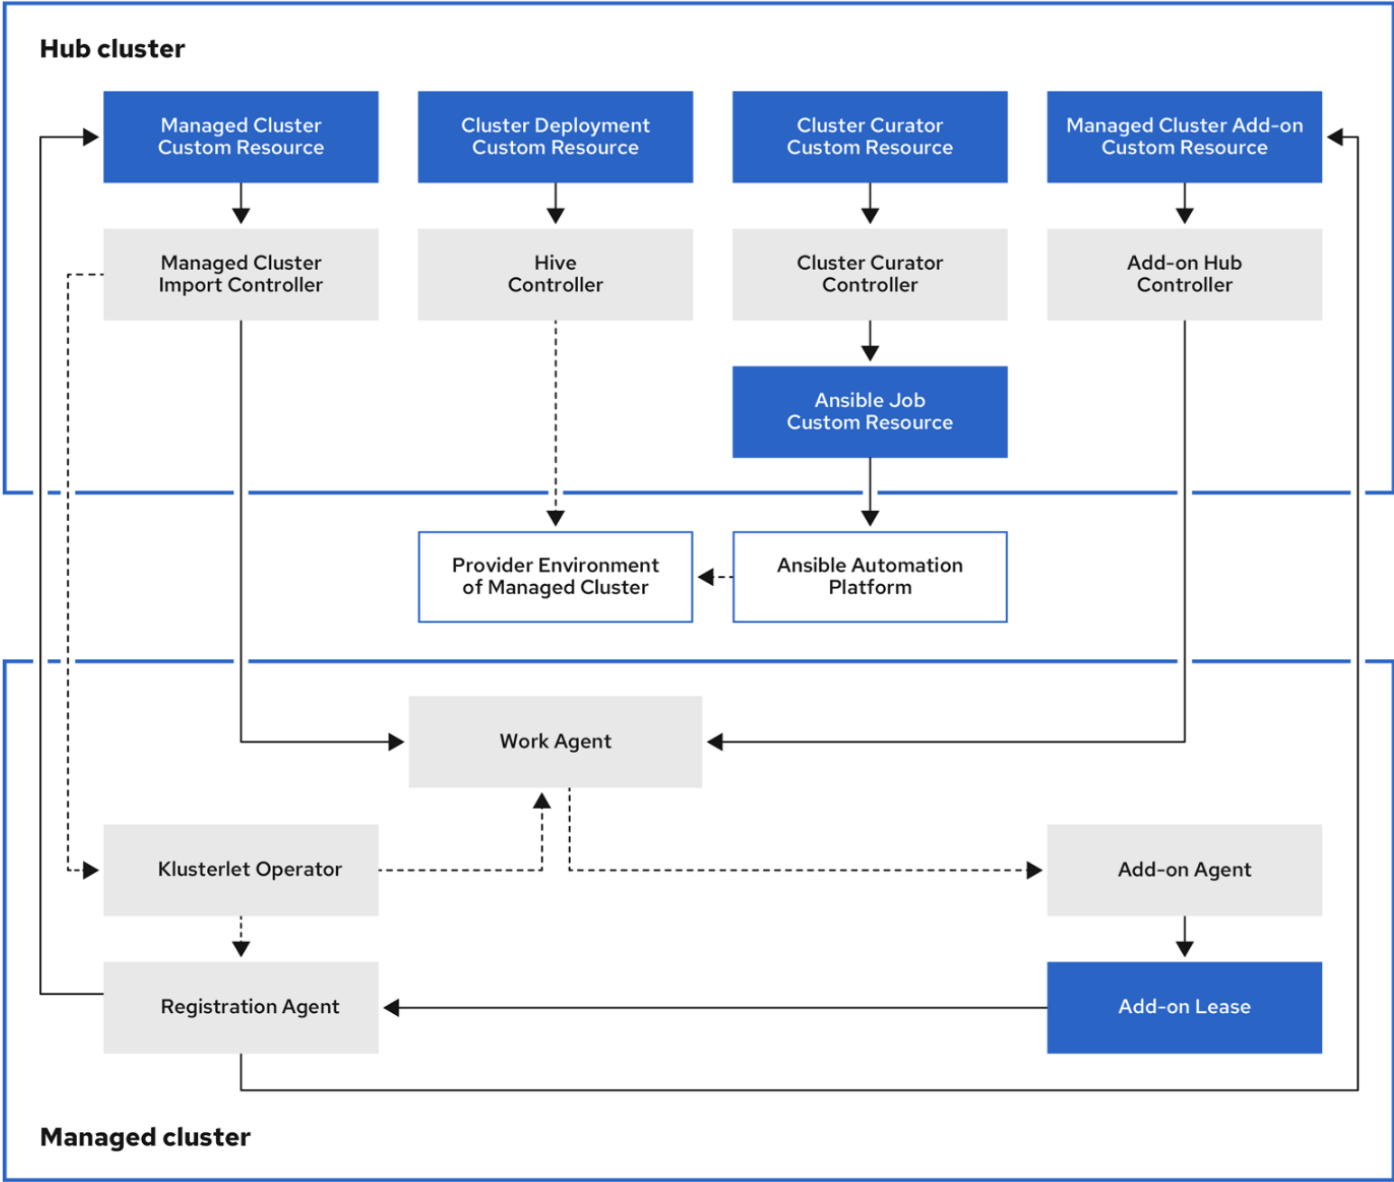 Hub cluster
Managed Cluster
Custom Resource
Cluster Deployment
Custom Resource
Cluster Curator
Custom Resource
Managed Cluster Add-on
Custom Resource
Managed Cluster
Import Controller
Hive
Controller
Cluster Curator
Controller
Add-on Hub
Controller
Ansible Job
Custom Resource
Provider Environment
of Managed Cluster
Ansible Automation
Platform
Work Agent
Klusterlet Operator
Add-on Agent
Registration Agent
Add-on Lease
Managed cluster